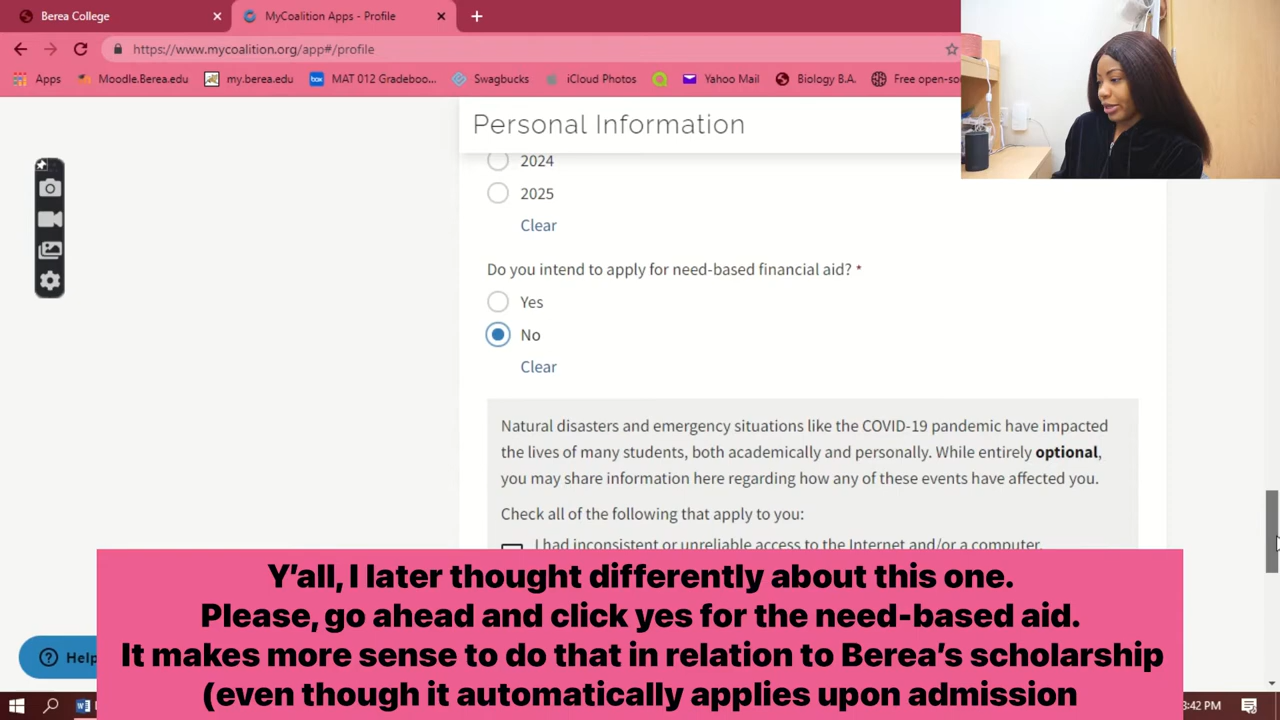 Berea College
MyCoalition Apps - Profile
https://www.mycoalition.org/app#/profile
Apps
Moodle.Berea.edu
my.berea.edu
box
MAT 012 Gradeboo...
Swagbucks
iCloud Photos
Yahoo Mail
Biology B.A.
Free open-so
Personal Information
2024
2025
Clear
Do you intend to apply for need-based financial aid? *
Yes
No
Clear
Natural disasters and emergency situations like the COVID-19 pandemic have impacted
the lives of many students, both academically and personally. While entirely optional,
you may share information here regarding how any of these events have affected you.
Check all of the following that apply to you:
I had inconsistent or unreliable access to the Internet and/or a computer.
Y'all, I later thought differently about this one.
Please, go ahead and click yes for the need-based aid.
It makes more sense to do that in relation to Berea's scholarship
(even though it automatically applies upon admission
Help
:42 PM